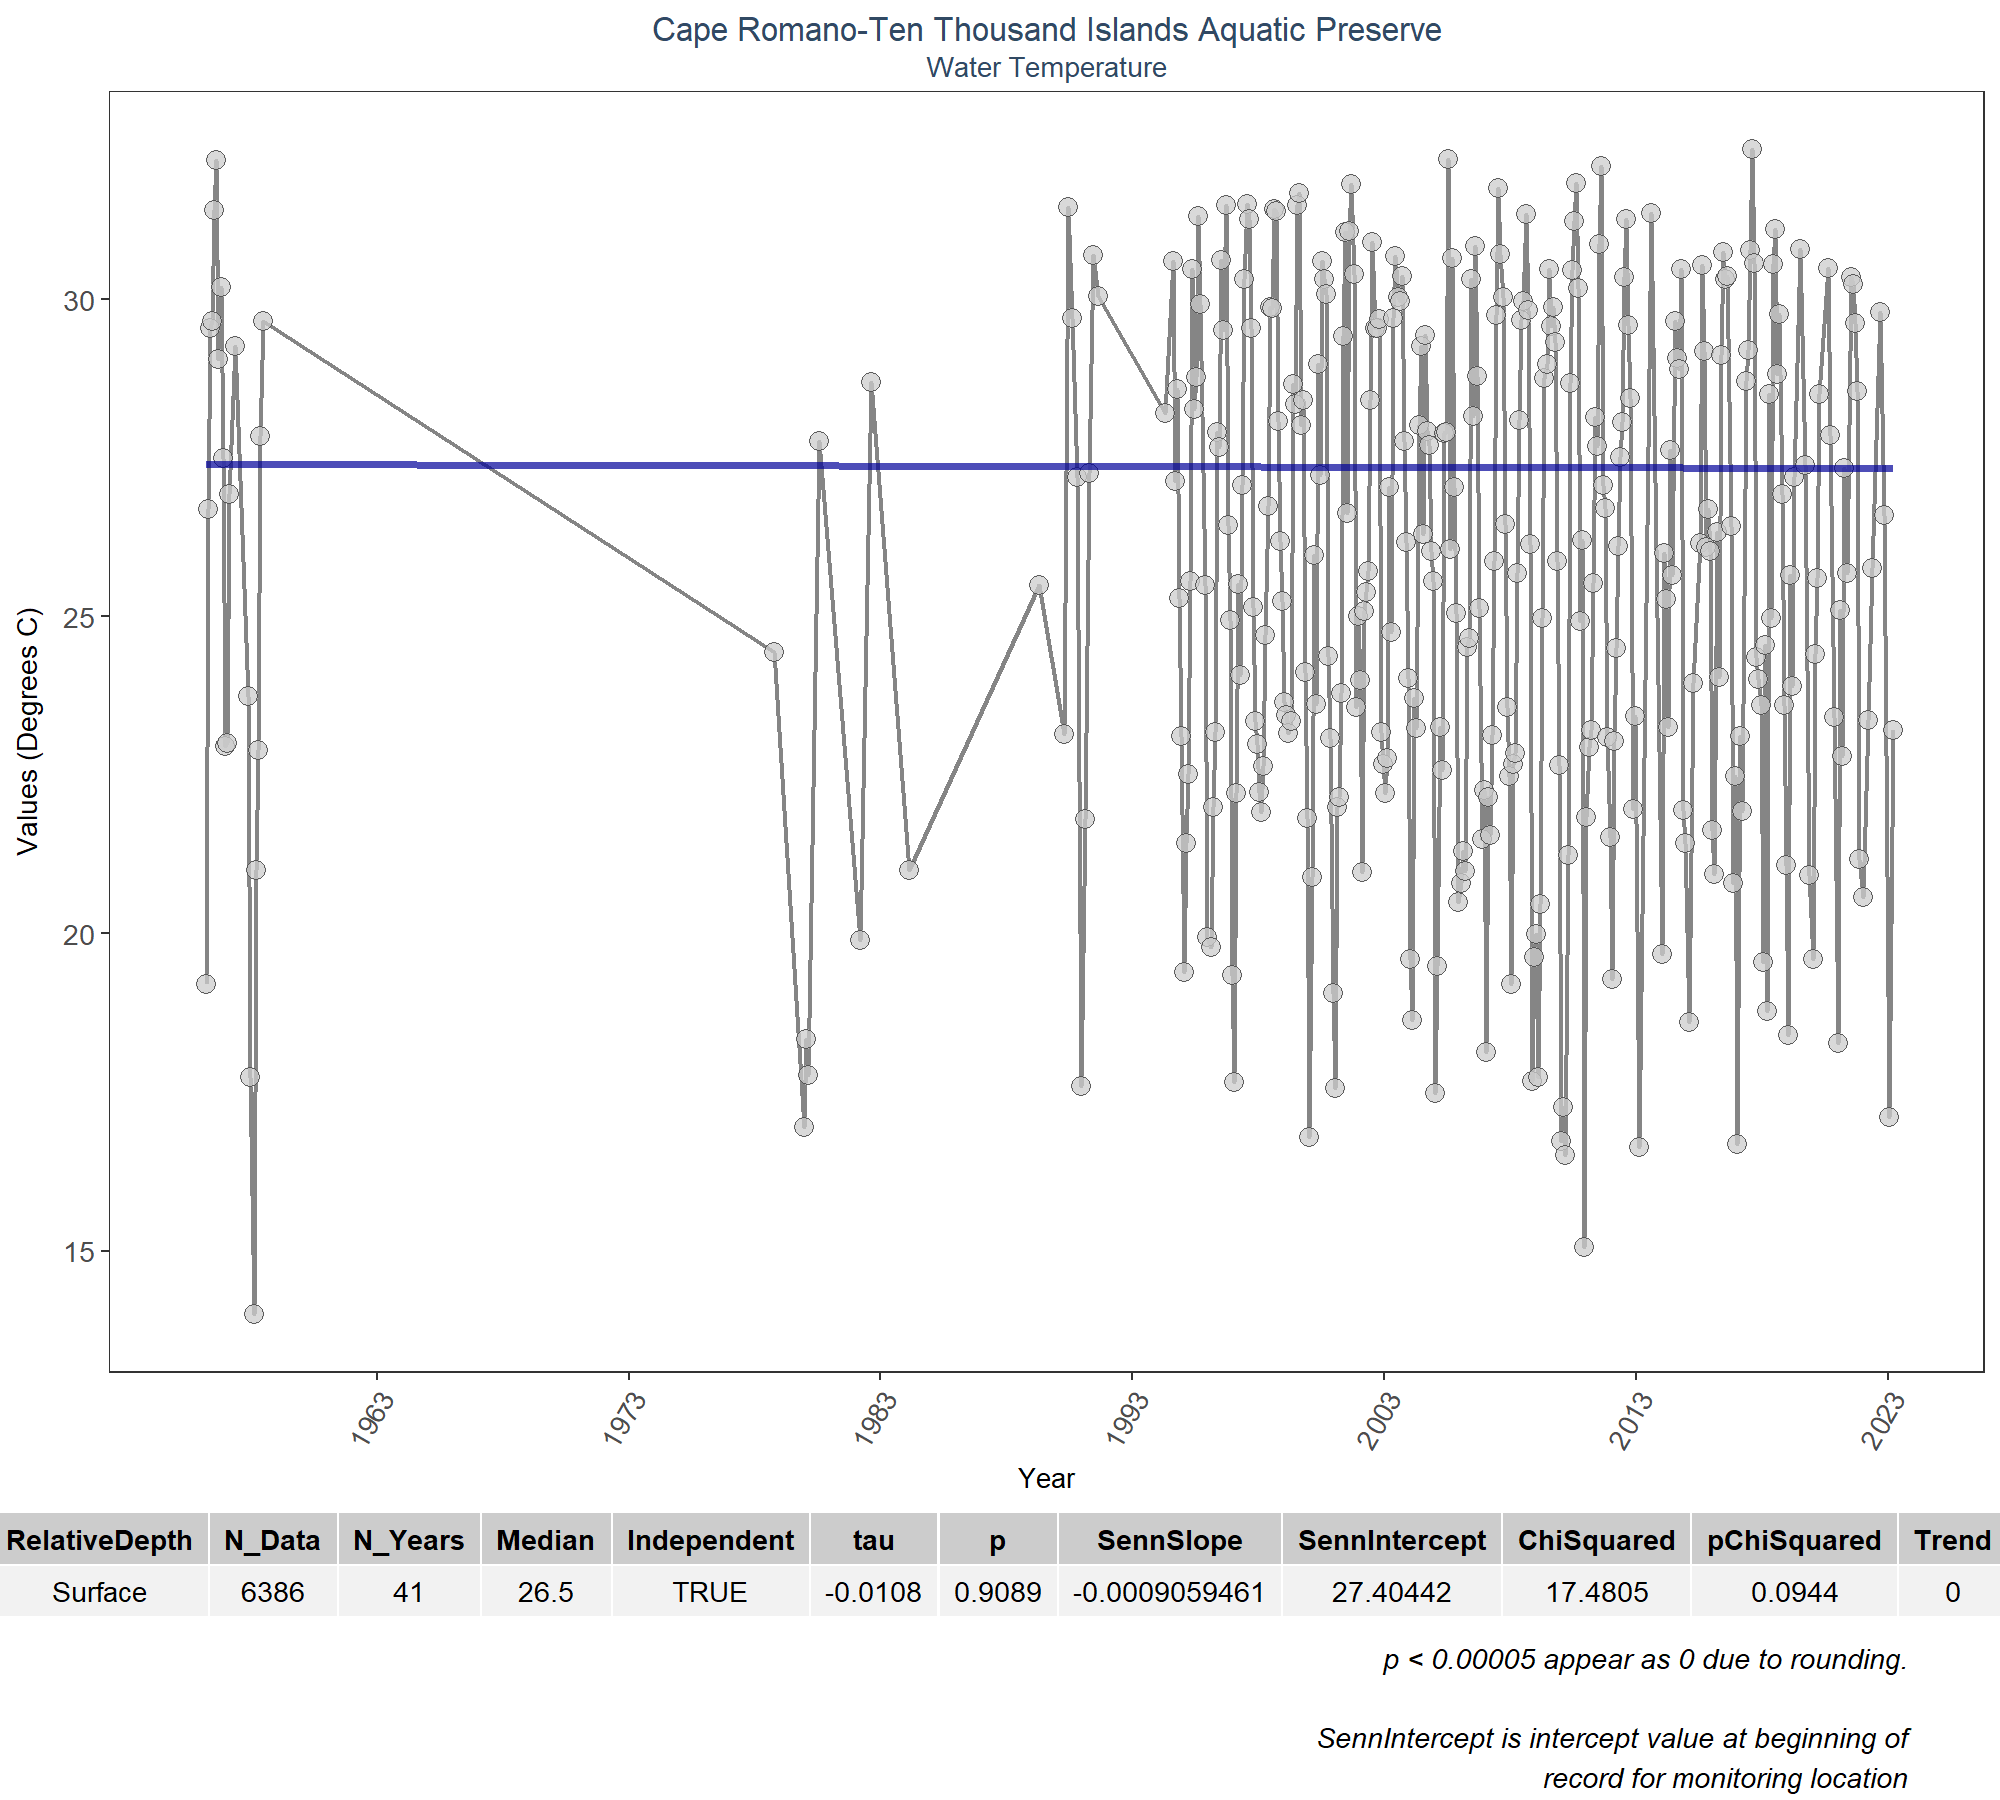 Cape Romano-Ten Thousand Islands Aquatic Preserve
Water Temperature
Values (Degrees C)
30
25
20
15
1963 1973 1983 1993 2003 2013 2023
Year
RelativeDepth N_Data N_Years Median Independent tau p SennSlope SennIntercept ChiSquared pChiSquared Trend
Surface 6386 41 26.5 TRUE -0.0108 0.9089 -0.0009059461 27.40442 17.4805 0.0944 0
p < 0.00005 appear as 0 due to rounding.
SennIntercept is intercept value at beginning of
record for monitoring location